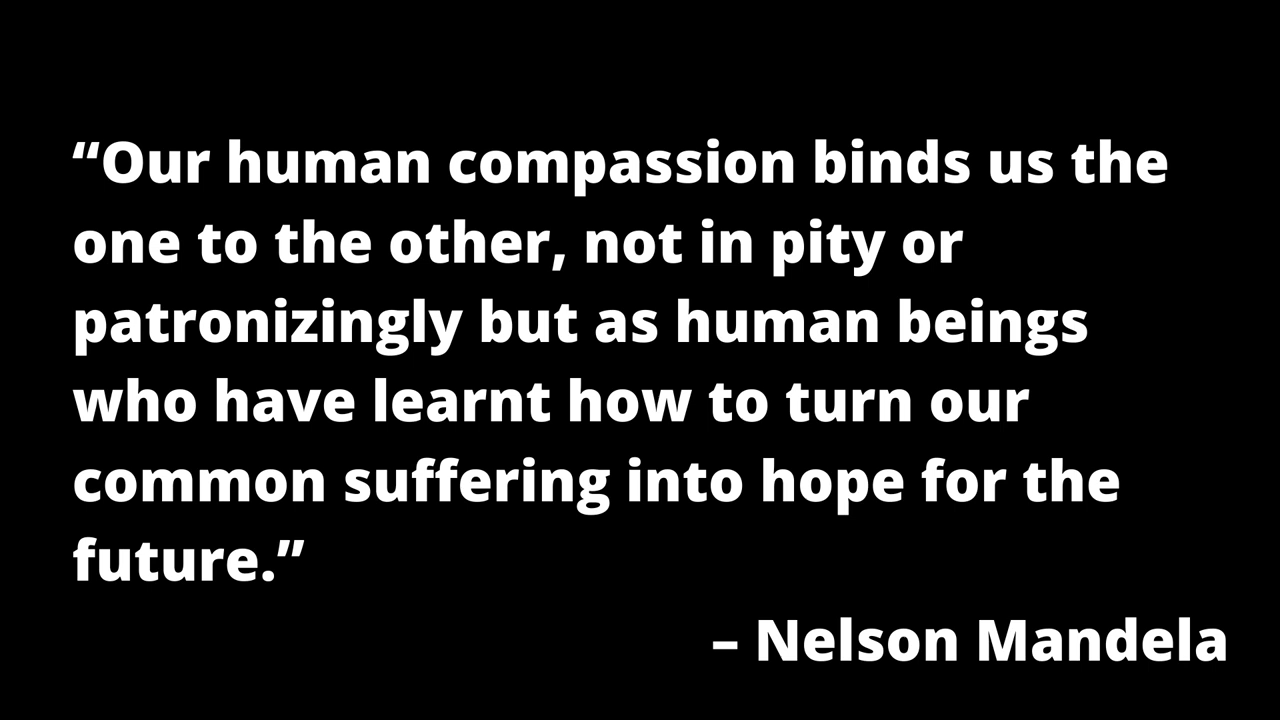 “Our human compassion binds us the
one to the other, not in pity or
patronizingly but as human beings
who have learnt how to turn our
common suffering into hope for the
future.”
– Nelson Mandela